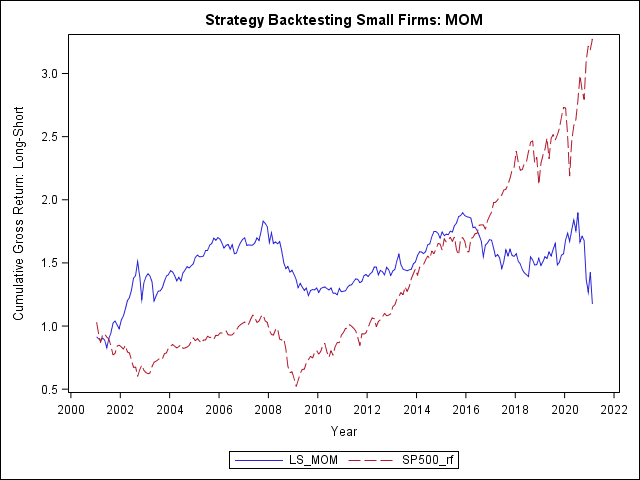 Strategy Backtesting Small Firms: MOM
Cumulative Gross Return: Long-Short
3.0
2.5
2.0
1.5
1.0
0.5
2000 2002 2004 2006 2008 2010 2012 2014 2016 2018 2020 2022
Year
LS_MOM SP500_rf